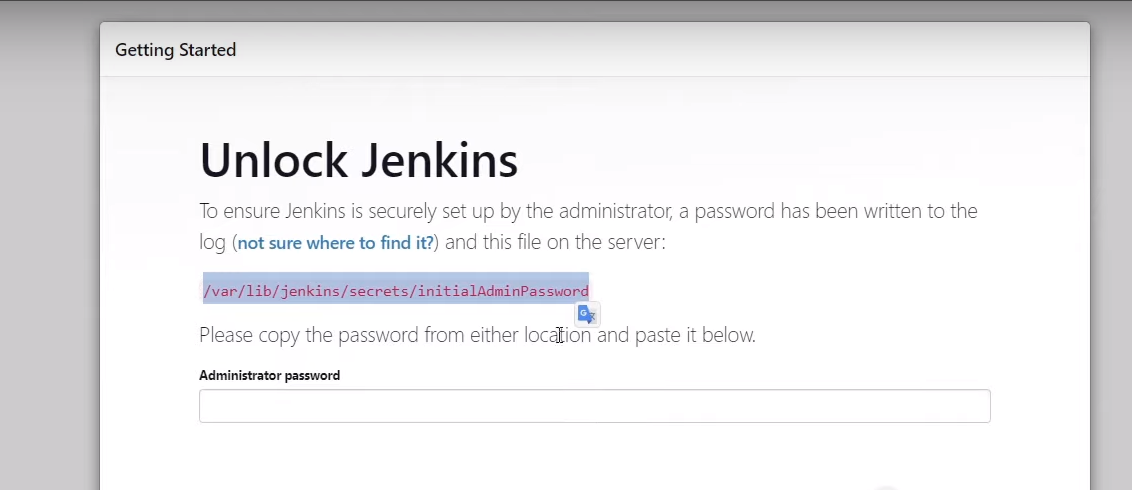 Getting Started
Unlock Jenkins
To ensure Jenkins is securely set up by the administrator, a password has been written to the
log (not sure where to find it?) and this file on the server:
/var/lib/jenkins/secrets/initialAdminPassword
Please copy the password from either location and paste it below.
Administrator password